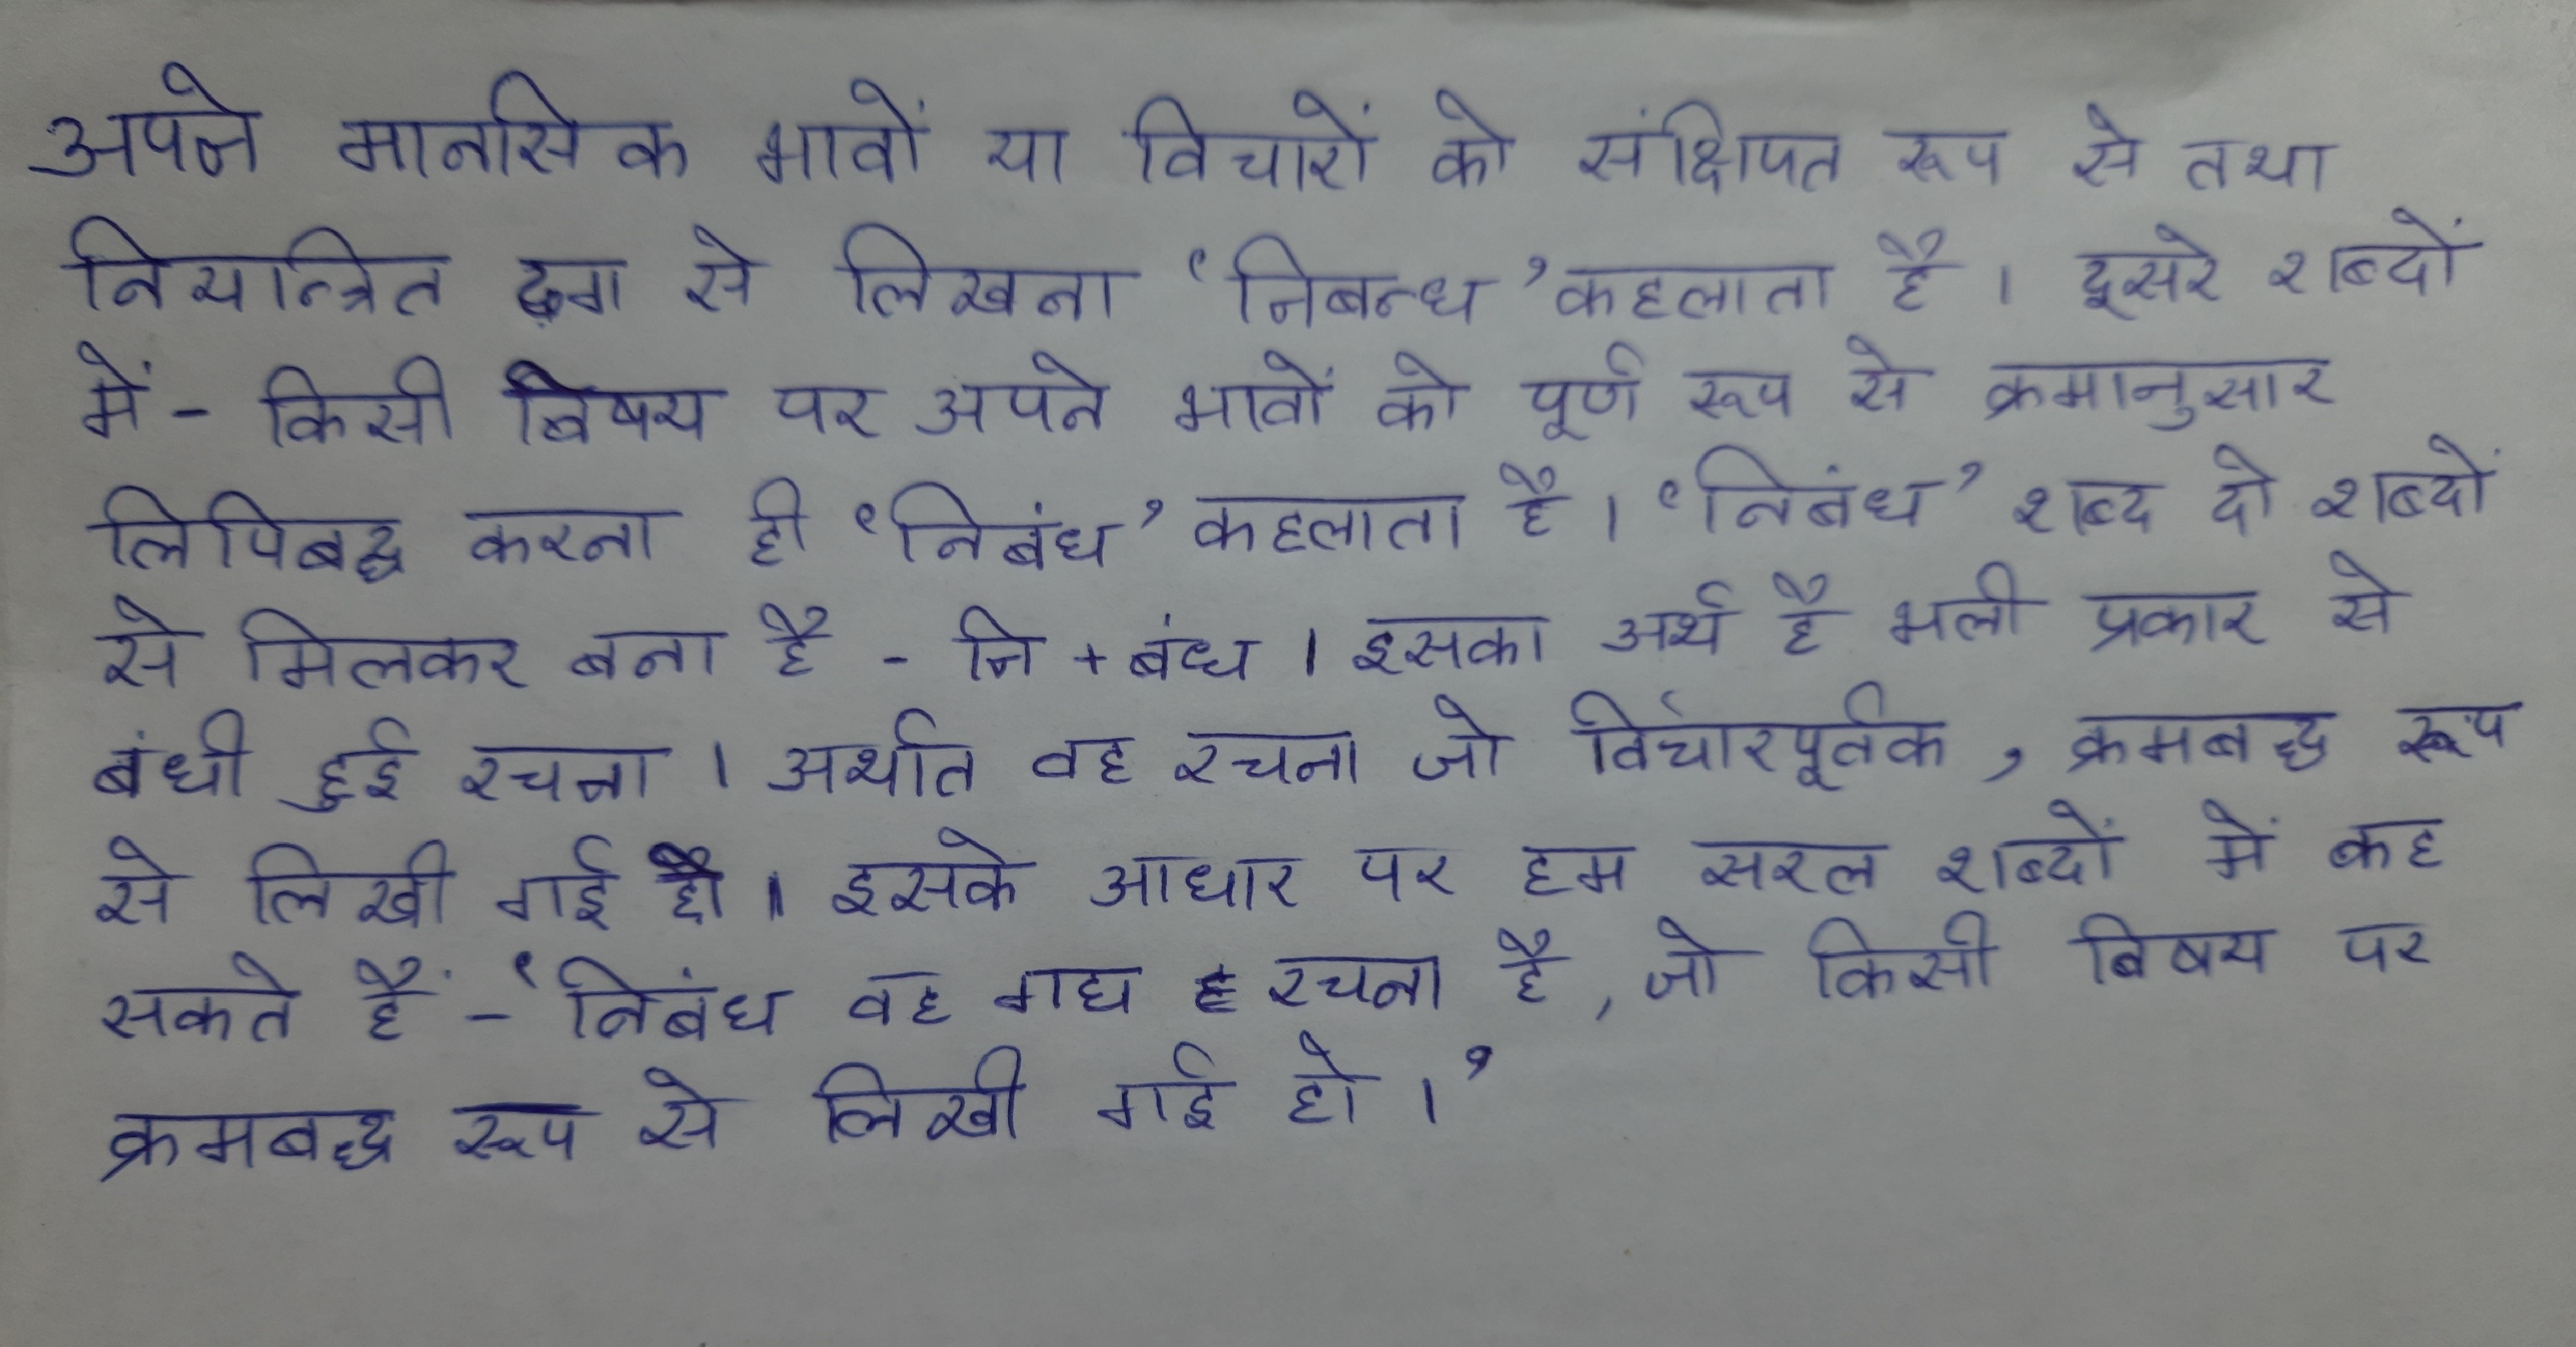 अपने मानसिक भावों या विचारों को संक्षिपत रूप से तथा
नियन्त्रित ढ़ग से लिखना ‘निबन्ध’ कहलाता है । दूसरे शब्दों
में - किसी विषय पर अपने भावों को पूर्ण रूप से क्रमानुसार
लिपिबद्ध करना ही ‘निबंध’ कहलाता है । ‘निबंध’ शब्द दो शब्दों
से मिलकर बना है - नि + बंध । इसका अर्थ है भली प्रकार से
बंधी हुई रचना । अर्थात वह रचना जो विचारपूर्वक , क्रमबद्ध रूप
से लिखी गई हो । इसके आधार पर हम सरल शब्दों में कह
सकते हैं - ‘निबंध वह गद्य रचना है , जो किसी विषय पर
क्रमबद्ध रूप से लिखी गई हो ।’